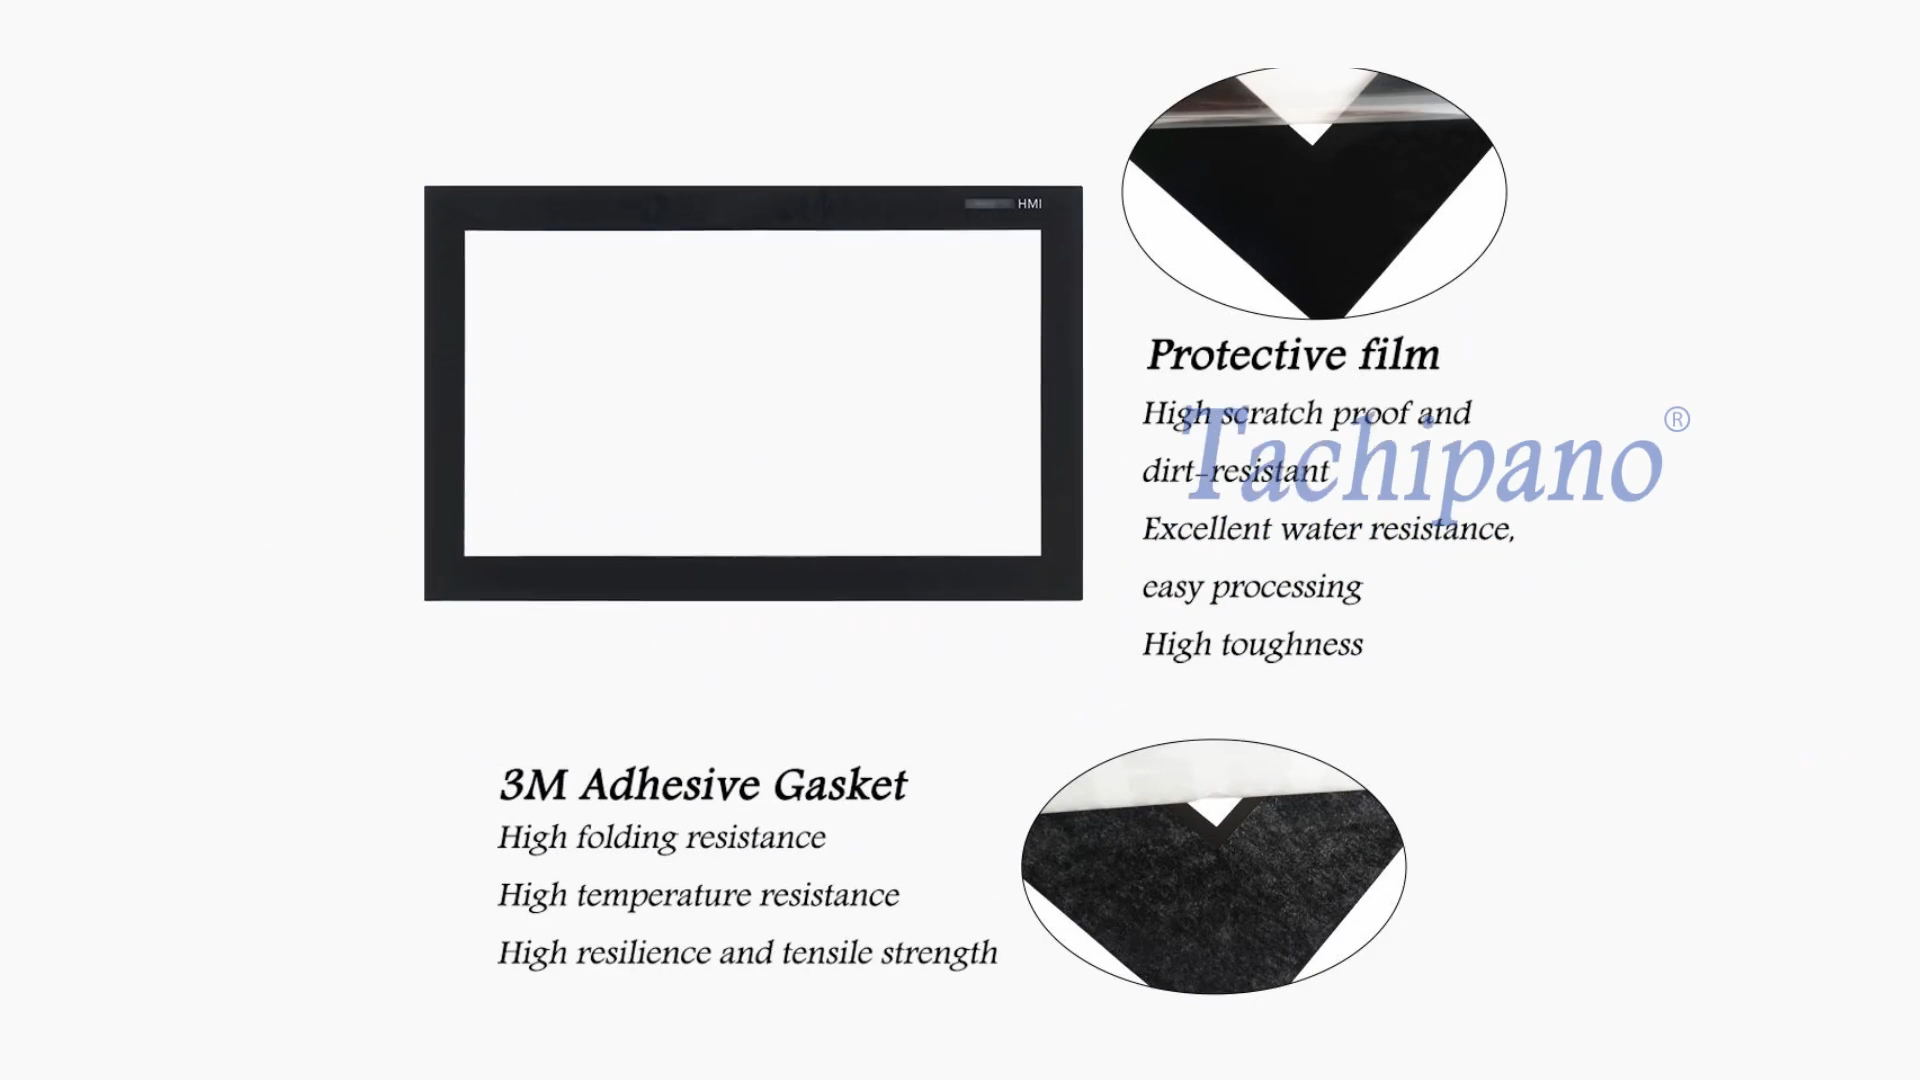 HMI
Protective film
High scratch proof and
dirt-resistant
Excellent water resistance,
easy processing
High toughness
Tachipano®
3M Adhesive Gasket
High folding resistance
High temperature resistance
High resilience and tensile strength